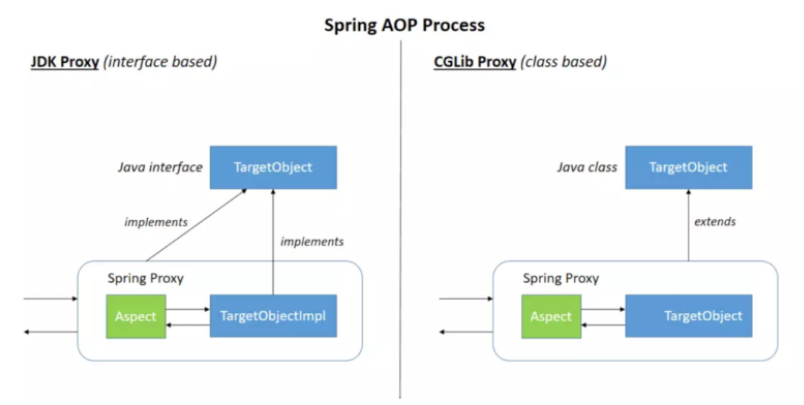 Spring AOP Process
JDK Proxy (interface based)
Java interface
TargetObject
implements
implements
Spring Proxy
Aspect
TargetObjectImpl
CGLib Proxy (class based)
Java class
TargetObject
extends
Spring Proxy
Aspect
TargetObject